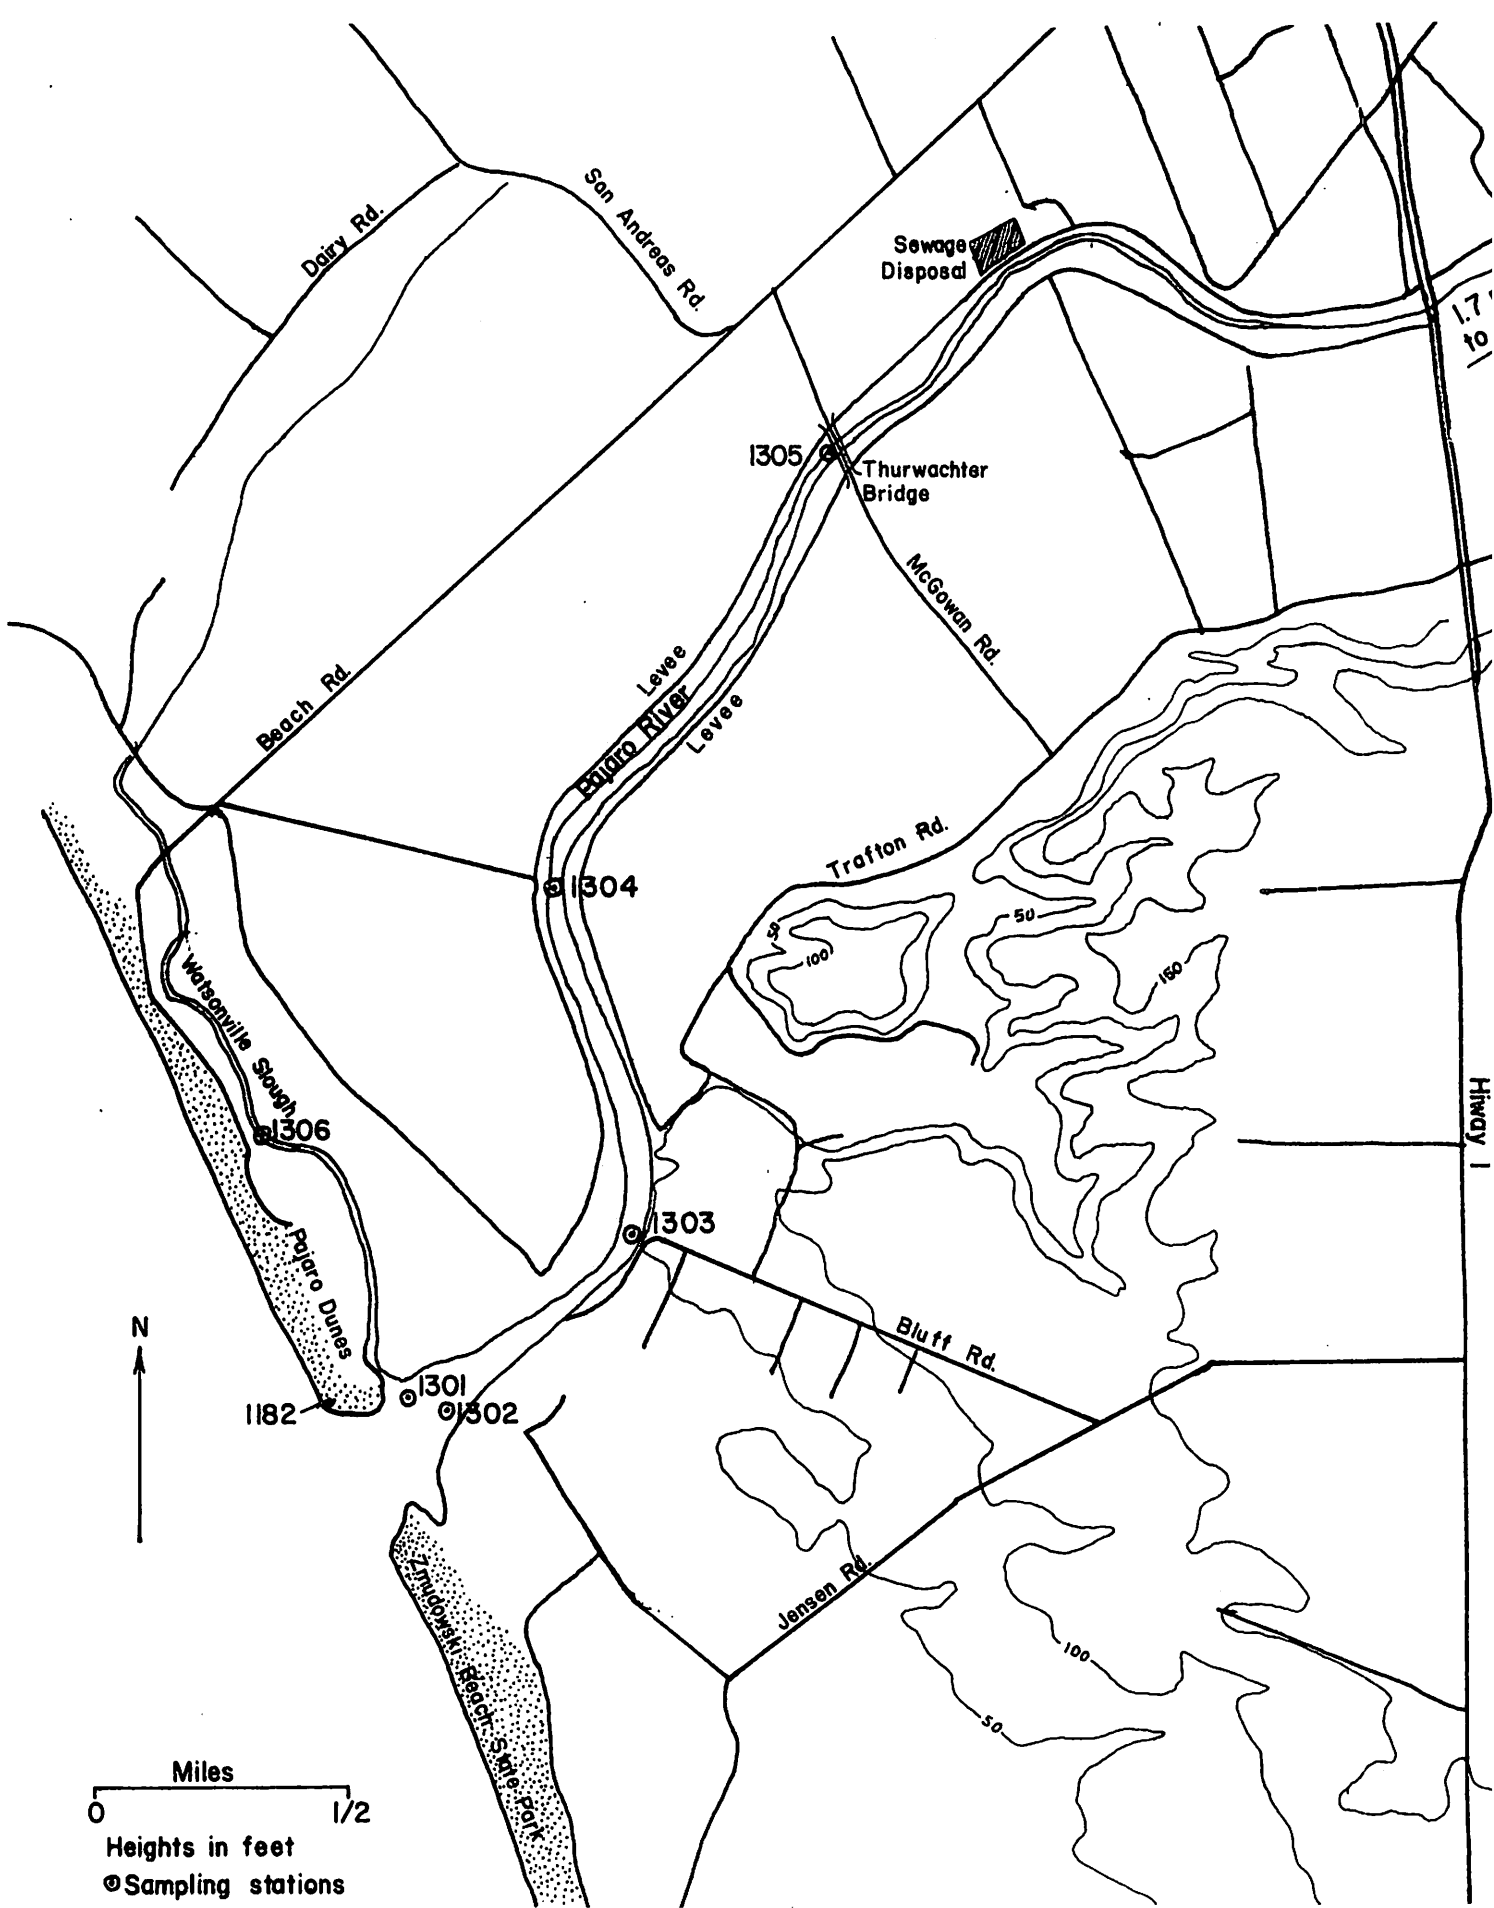 San Andreas Rd.
Dairy Rd.
Sewage
Disposal
1.7
to
1305
Thurwachter
Bridge
McGowan Rd.
Levee
Pajaro River
Levee
Beach Rd.
Trafton Rd.
1304
50
100
50
150
Watsonville Slough
Hiway 1
1306
1303
Pajaro Dunes
N
Bluff Rd.
1301
1302
1182
Zmudowski Beach State Park
Jensen Rd.
100
50
Miles
0 1/2
Heights in feet
Sampling stations